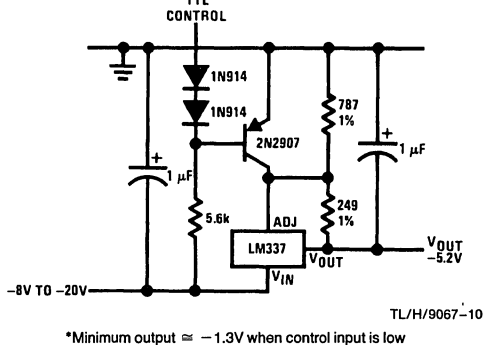 TTL
CONTROL
1N914
1N914
2N2907
787
1%
+
1 μF
+
1 μF
5.6k
249
1%
ADJ
LM337
VOUT
VIN
VOUT
−5.2V
−8V TO −20V
TL/H/9067–10
*Minimum output ≅ −1.3V when control input is low